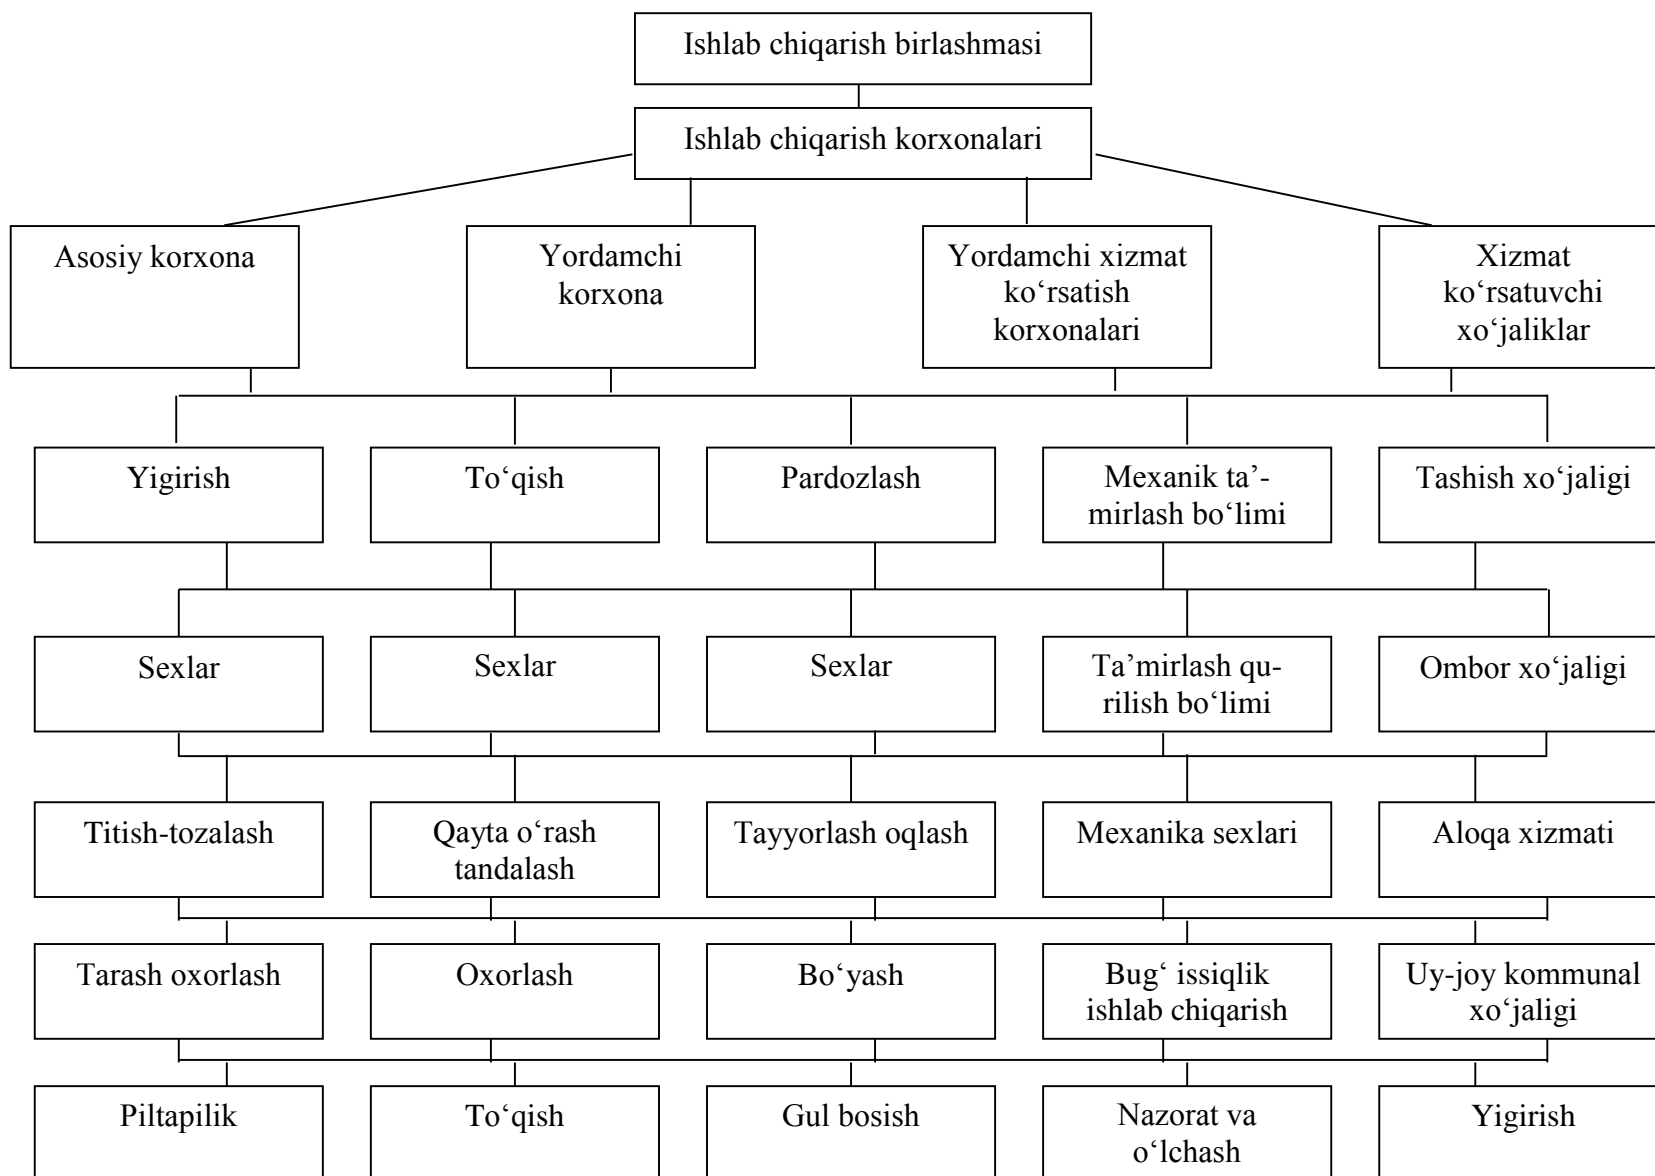 Ishlab chiqarish birlashmasi
Ishlab chiqarish korxonalari
Asosiy korxona
Yordamchi
korxona
Yordamchi xizmat
ko‘rsatish
korxonalari
Xizmat
ko‘rsatuvchi
xo‘jaliklar
Yigirish
To‘qish
Pardozlash
Mexanik ta’-
mirlash bo‘limi
Tashish xo‘jaligi
Sexlar
Sexlar
Sexlar
Ta’mirlash qu-
rilish bo‘limi
Ombor xo‘jaligi
Titish-tozalash
Qayta o‘rash
tandalash
Tayyorlash oqlash
Mexanika sexlari
Aloqa xizmati
Tarash oxorlash
Oxorlash
Bo‘yash
Bug‘ issiqlik
ishlab chiqarish
Uy-joy kommunal
xo‘jaligi
Piltapilik
To‘qish
Gul bosish
Nazorat va
o‘lchash
Yigirish